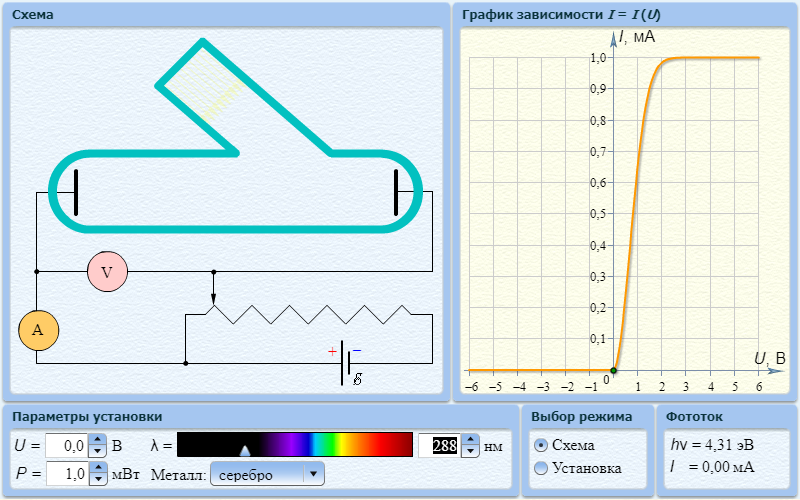 Схема
График зависимости I = I (U)
I, мА
1,0
0,9
0,8
0,7
0,6
0,5
0,4
0,3
0,2
0,1
U, В
0
−6 −5 −4 −3 −2 −1 1 2 3 4 5 6
V
A
+ −
ℰ
Параметры установки
U = 0,0 В λ = 288 нм
P = 1,0 мВт Металл: серебро
Выбор режима
Схема
Установка
Фототок
hν = 4,31 эВ
I = 0,00 мА